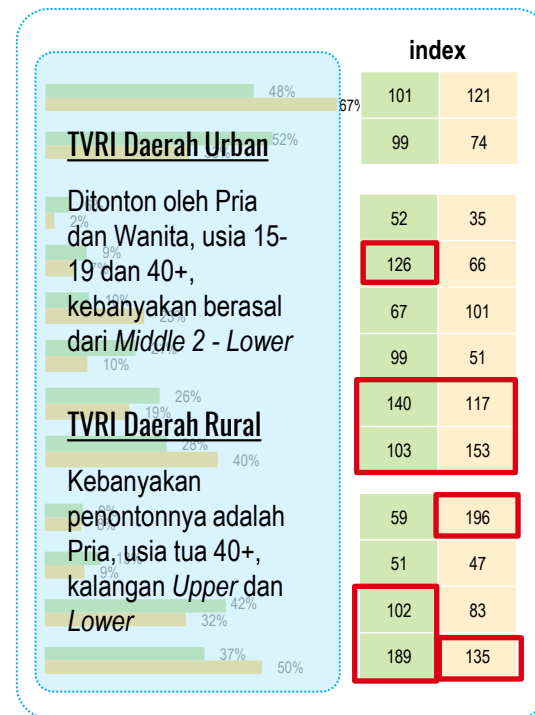 index
48%
67%
101 121
52%
99 74
TVRI Daerah Urban
Ditonton oleh Pria
dan Wanita, usia 15-
19 dan 40+,
kebanyakan berasal
dari Middle 2 - Lower
2%
52 35
9%
126 66
67 101
10%
99 51
26%
19%
140 117
28%
40%
103 153
TVRI Daerah Rural
Kebanyakan
penontonnya adalah
Pria, usia tua 40+,
kalangan Upper dan
Lower
59 196
9%
51 47
42%
32%
102 83
37%
50%
189 135